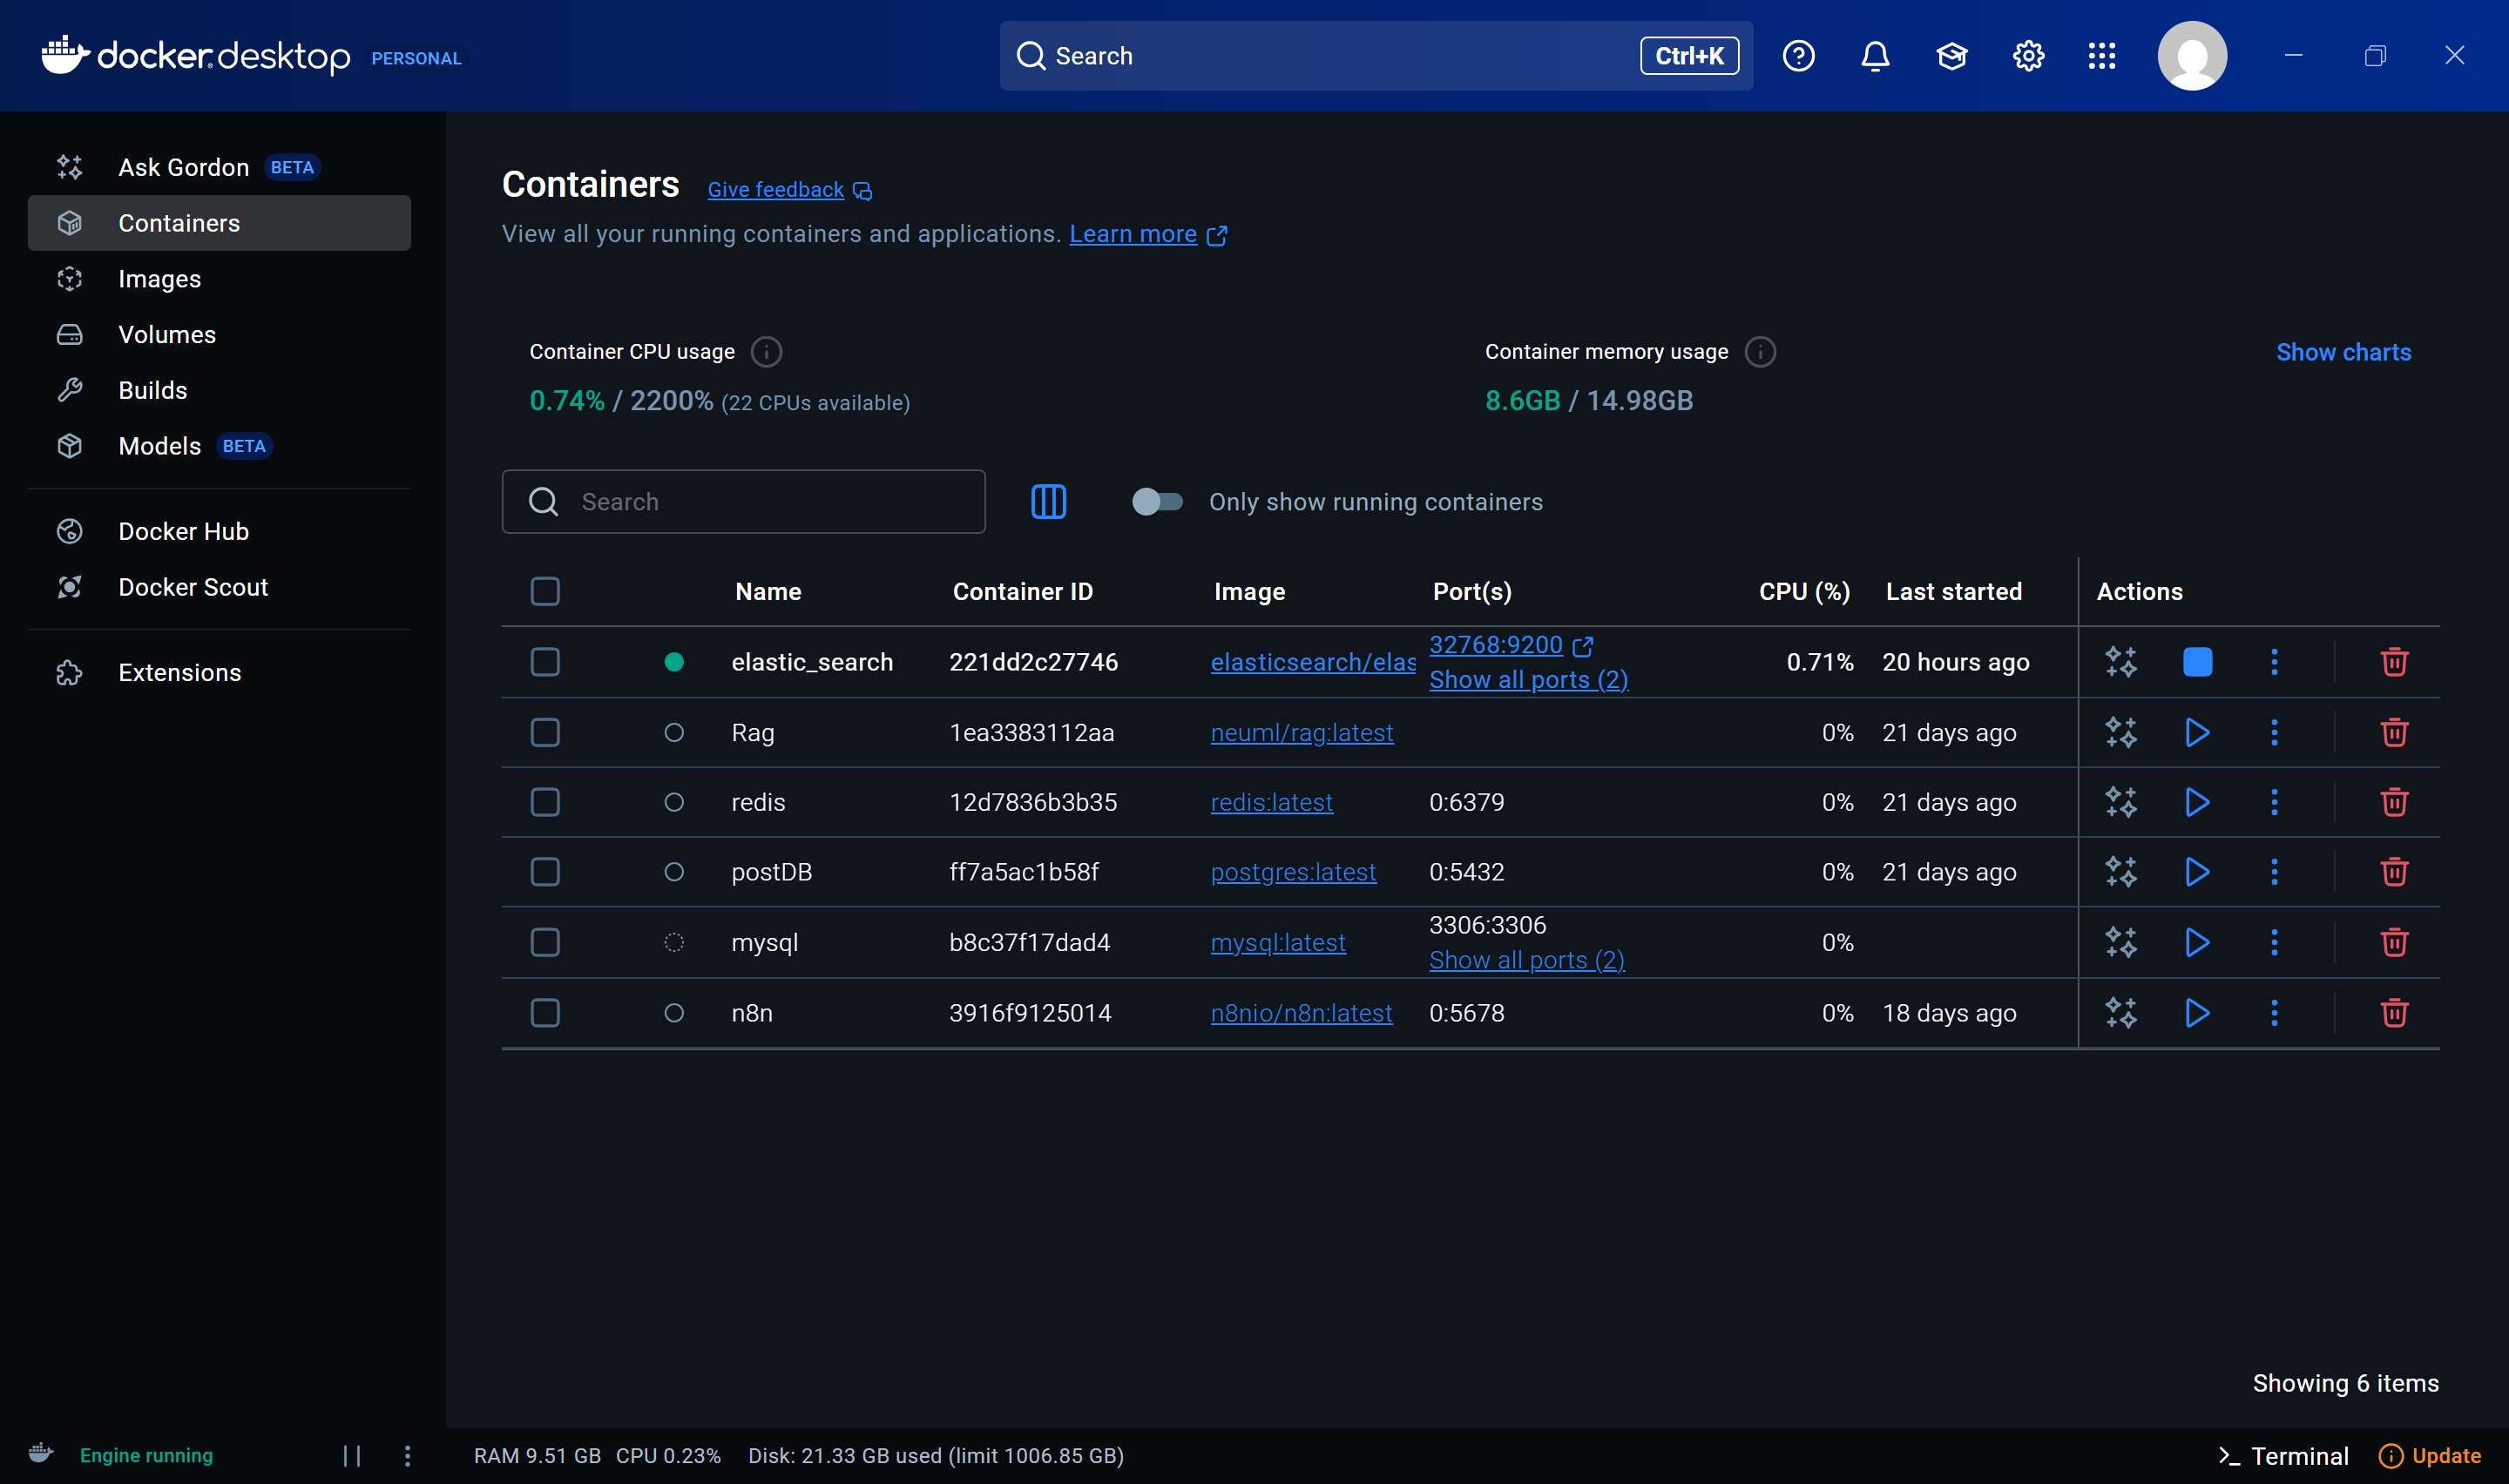 docker desktop PERSONAL
Search Ctrl+K
Ask Gordon BETA
Containers
Images
Volumes
Builds
Models BETA
Docker Hub
Docker Scout
Extensions
Containers Give feedback
View all your running containers and applications. Learn more
Container CPU usage
0.74% / 2200% (22 CPUs available)
Container memory usage
8.6GB / 14.98GB
Show charts
Search
Only show running containers
Name Container ID Image Port(s) CPU (%) Last started Actions
elastic_search 221dd2c27746 elasticsearch/elas 32768:9200 0.71% 20 hours ago
Show all ports (2)
Rag 1ea3383112aa neuml/rag:latest 0% 21 days ago
redis 12d7836b3b35 redis:latest 0:6379 0% 21 days ago
postDB ff7a5ac1b58f postgres:latest 0:5432 0% 21 days ago
mysql b8c37f17dad4 mysql:latest 3306:3306 0%
Show all ports (2)
n8n 3916f9125014 n8nio/n8n:latest 0:5678 0% 18 days ago
Showing 6 items
Engine running
RAM 9.51 GB CPU 0.23% Disk: 21.33 GB used (limit 1006.85 GB)
Terminal
Update